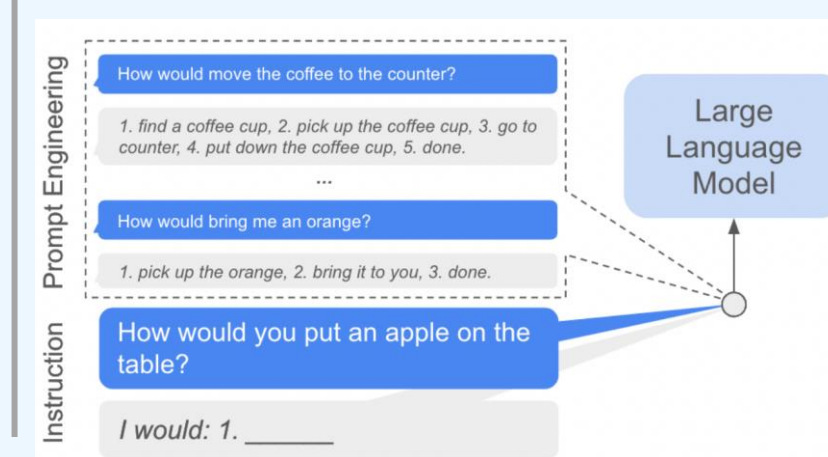 Prompt Engineering
How would move the coffee to the counter?
1. find a coffee cup, 2. pick up the coffee cup, 3. go to
counter, 4. put down the coffee cup, 5. done.
...
How would bring me an orange?
1. pick up the orange, 2. bring it to you, 3. done.
Instruction
How would you put an apple on the
table?
I would: 1. ______
Large
Language
Model